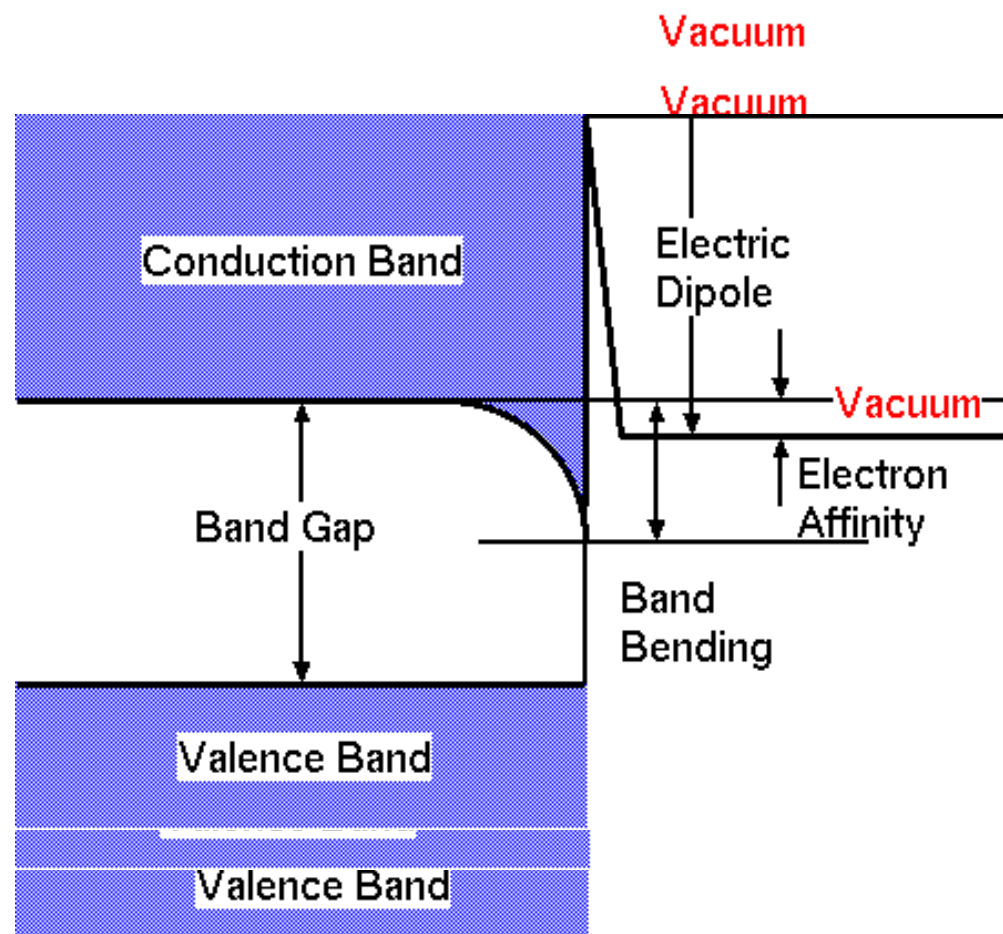 Vacuum
Vacuum
Electric
Dipole
Conduction Band
Vacuum
Electron
Affinity
Band Gap
Band
Bending
Valence Band
Valence Band